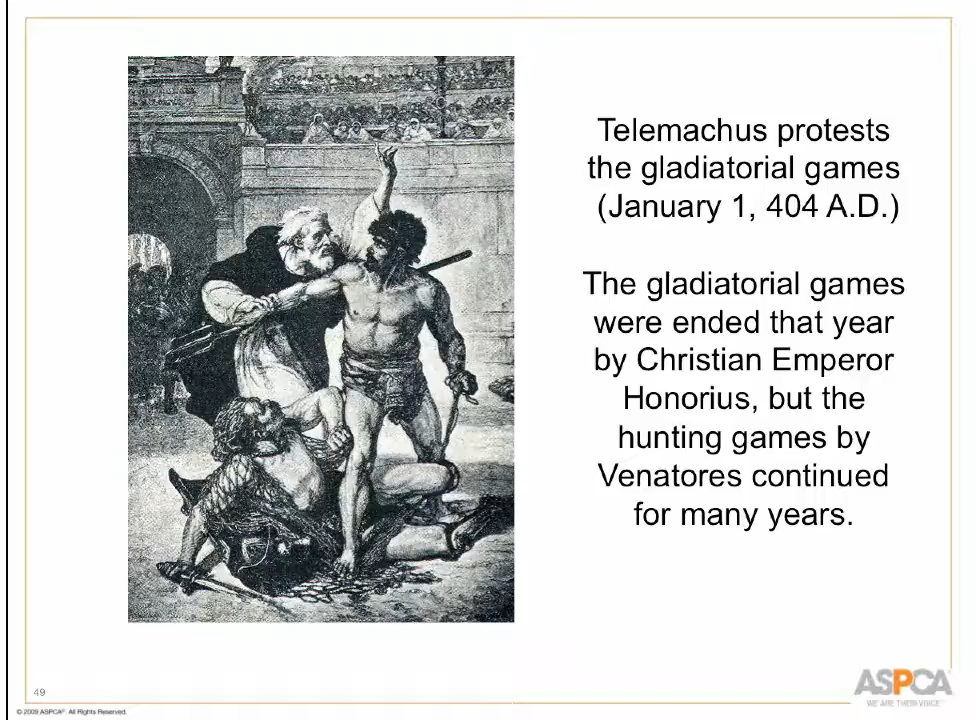 Telemachus protests
the gladiatorial games
(January 1, 404 A.D.)
The gladiatorial games
were ended that year
by Christian Emperor
Honorius, but the
hunting games by
Venatores continued
for many years.
49
© 2009 ASPCA®. All Rights Reserved.
ASPCA
WE ARE THEIR VOICE